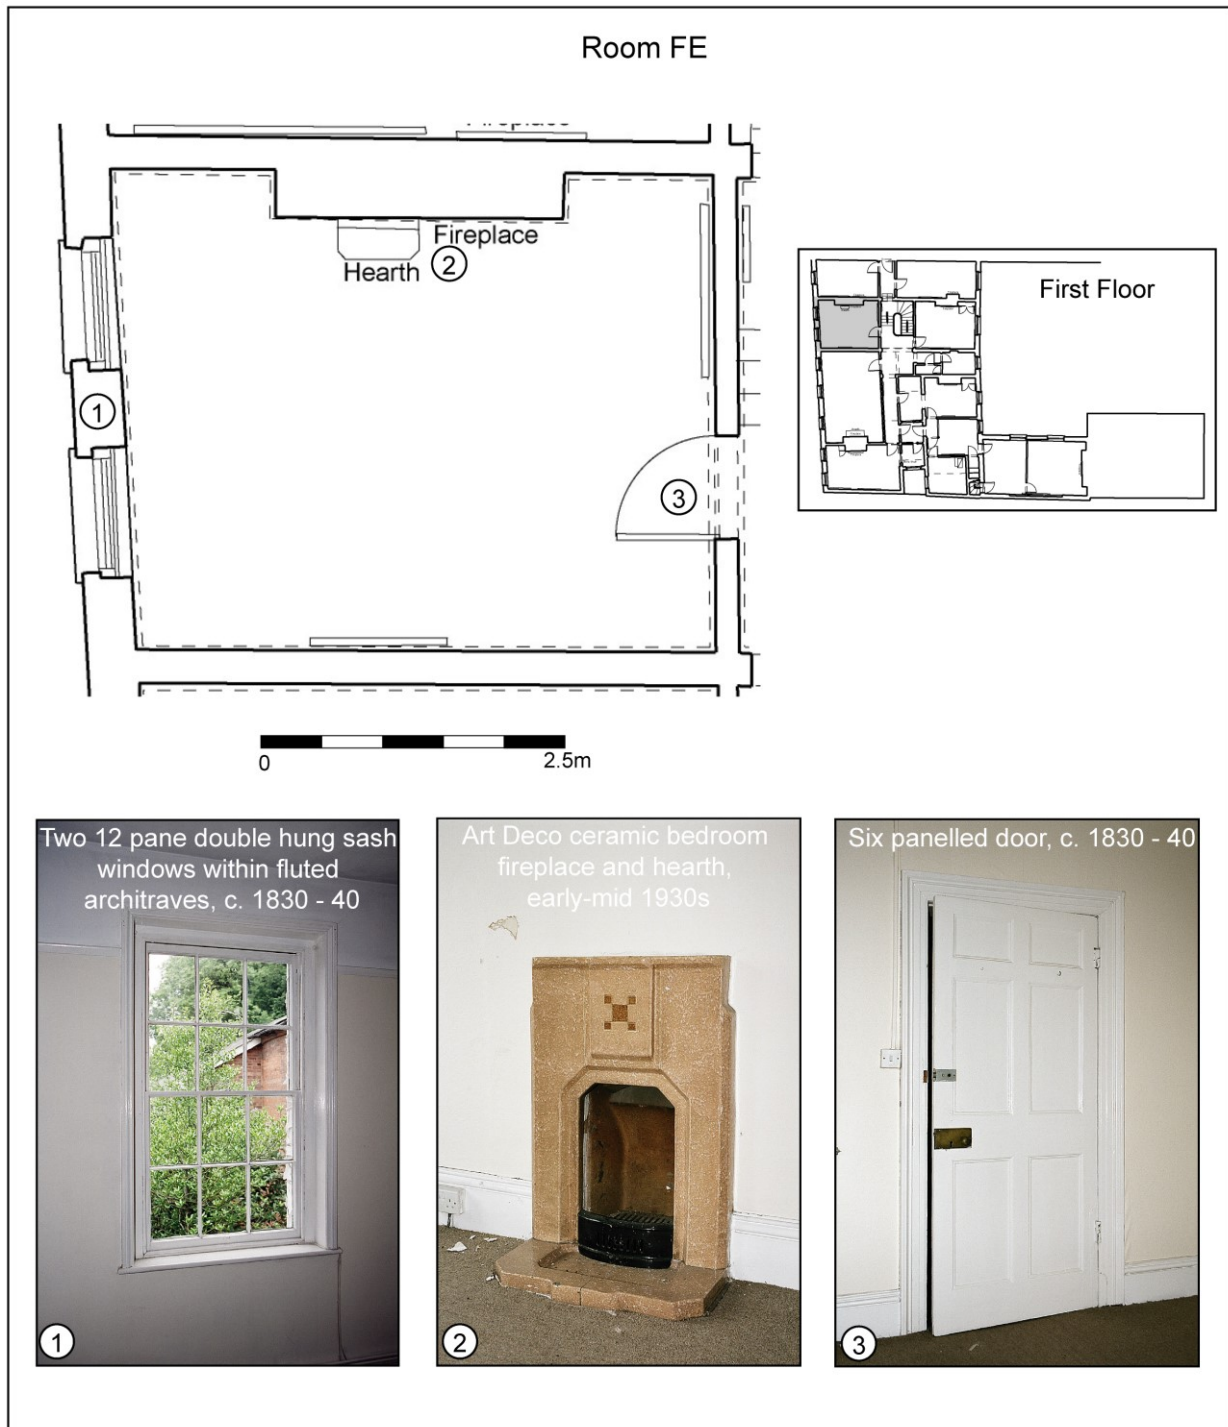 Room FE
Fireplace
Fireplace
Hearth
2
1
3
First Floor
0
2.5m
Two 12 pane double hung sash
windows within fluted
architraves, c. 1830 - 40
1
Art Deco ceramic bedroom
fireplace and hearth,
early-mid 1930s
2
Six panelled door, c. 1830 - 40
3